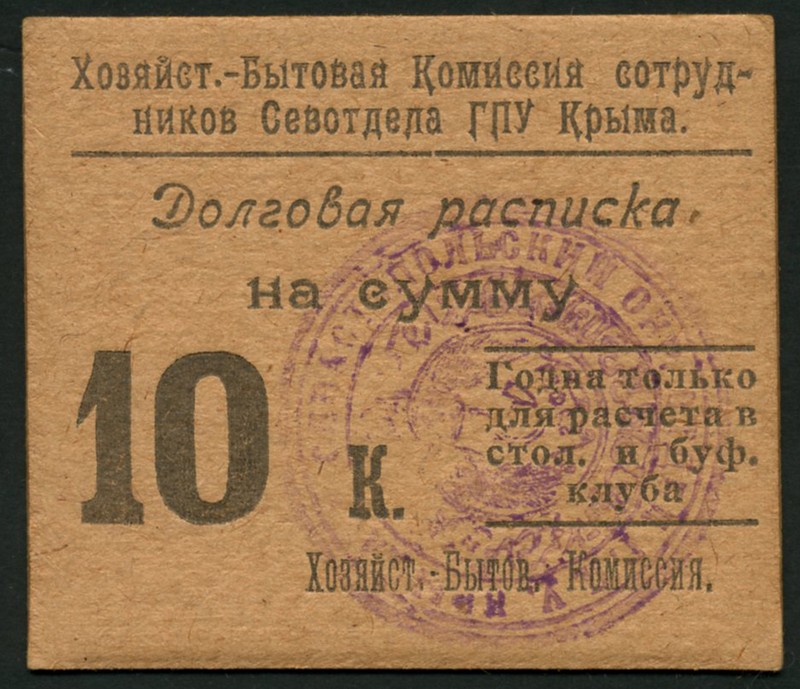 Хозяйст.-Бытовая Комиссия сотруд-
ников Севотдела ГПУ Крыма.
Долговая расписка
на сумму
10 к.
Годна только
для расчета в
стол. и буф.
клуба
Хозяйст.-Бытов. Комиссия.